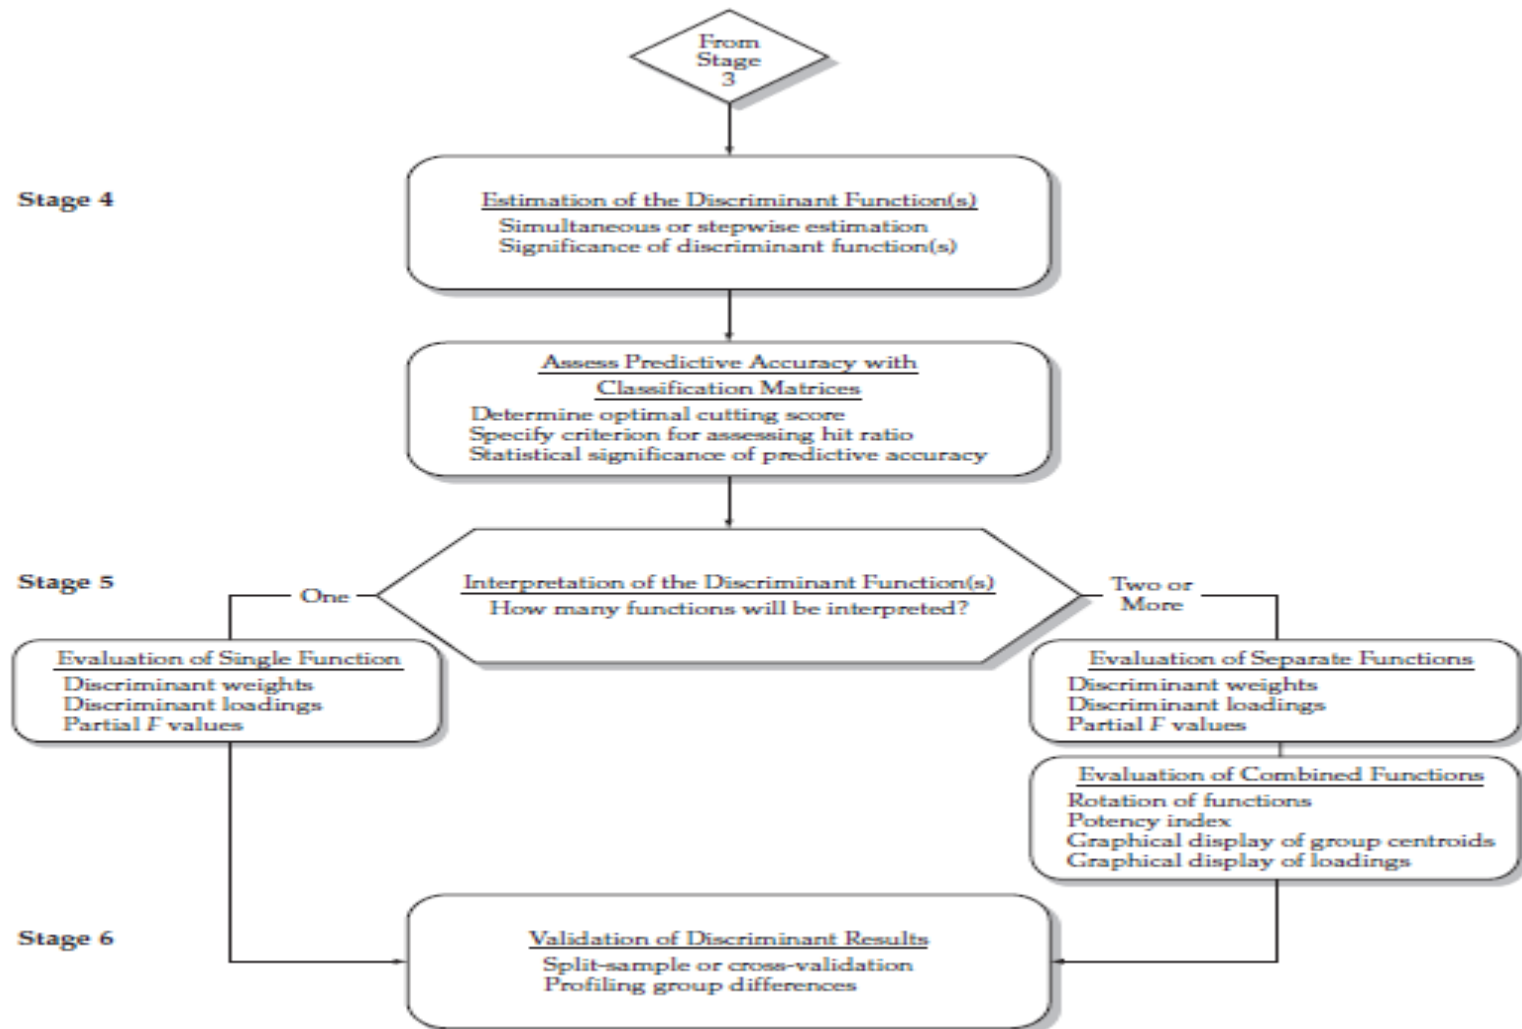 From
Stage
3
Stage 4
Estimation of the Discriminant Function(s)
Simultaneous or stepwise estimation
Significance of discriminant function(s)
Assess Predictive Accuracy with
Classification Matrices
Determine optimal cutting score
Specify criterion for assessing hit ratio
Statistical significance of predictive accuracy
Stage 5
Interpretation of the Discriminant Function(s)
How many functions will be interpreted?
One
Two or
More
Evaluation of Single Function
Discriminant weights
Discriminant loadings
Partial F values
Evaluation of Separate Functions
Discriminant weights
Discriminant loadings
Partial F values
Evaluation of Combined Functions
Rotation of functions
Potency index
Graphical display of group centroids
Graphical display of loadings
Stage 6
Validation of Discriminant Results
Split-sample or cross-validation
Profiling group differences